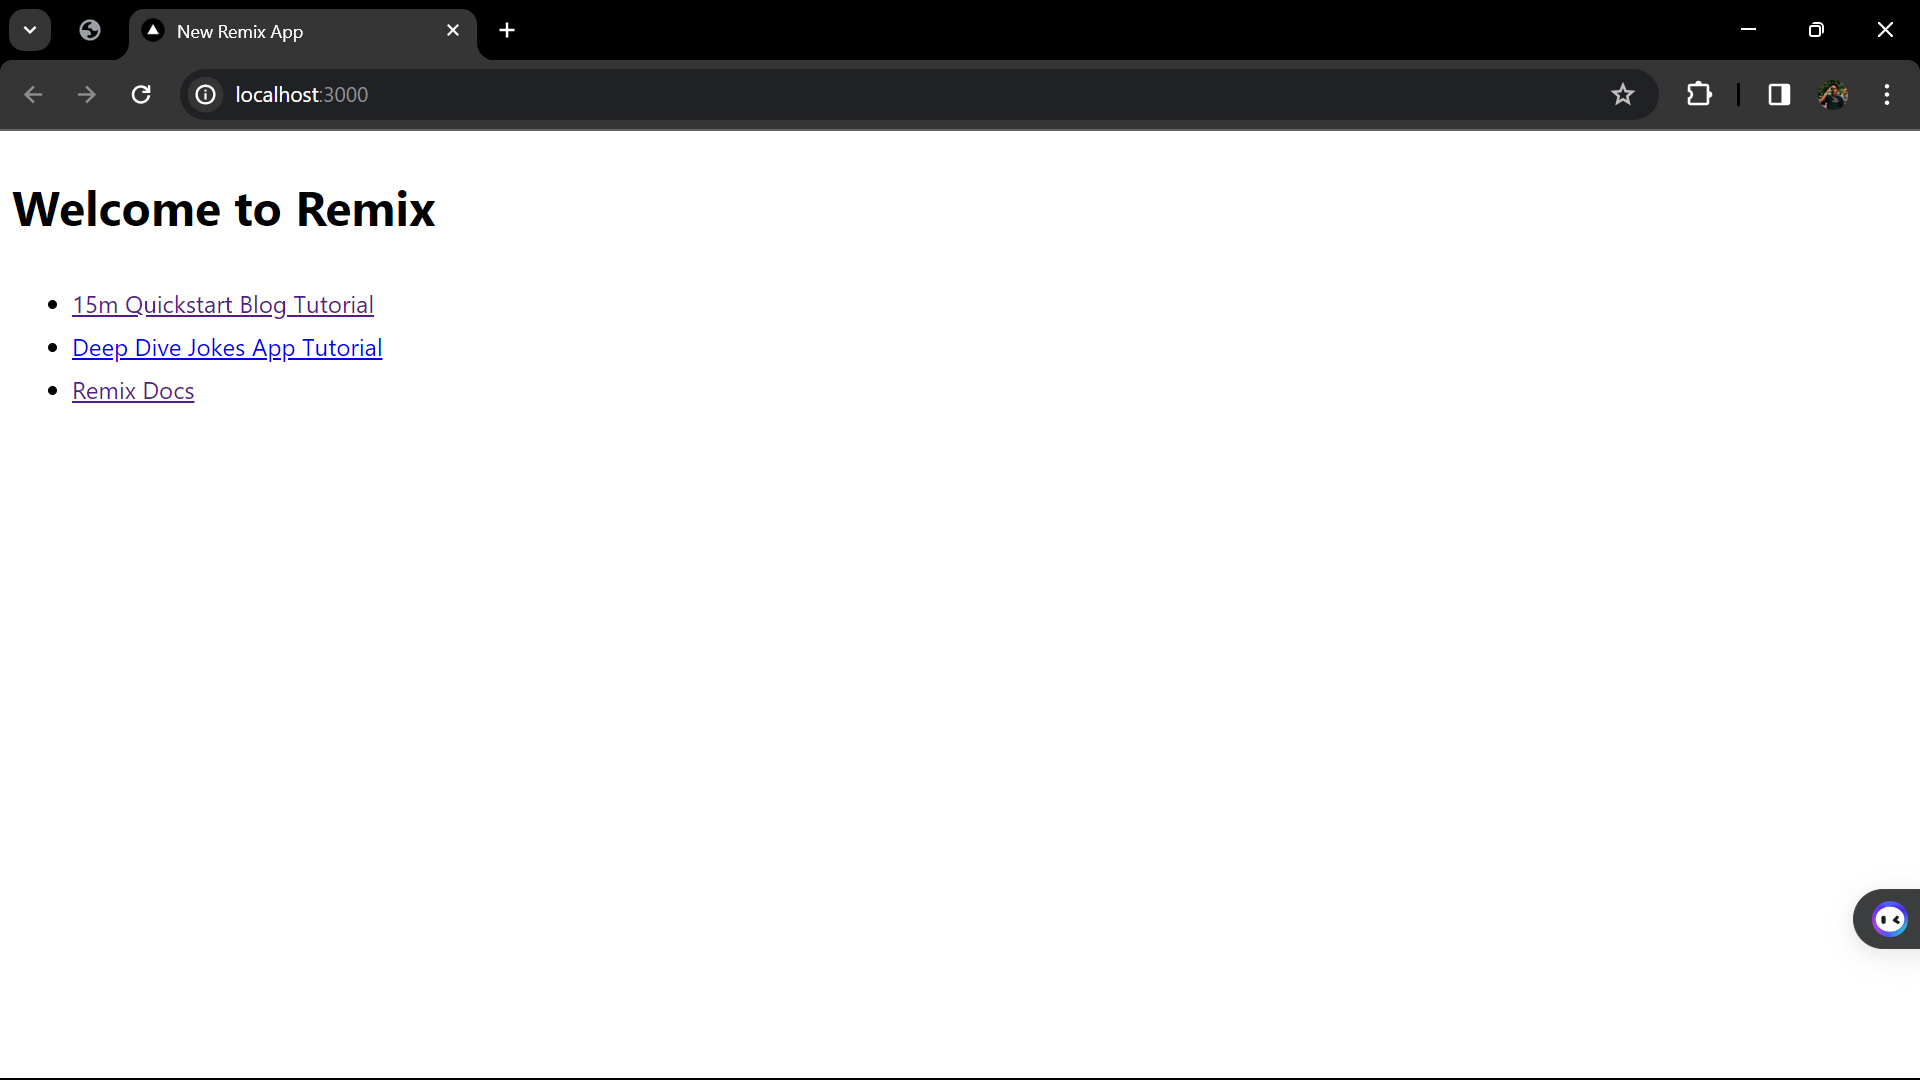 New Remix App
localhost:3000
Welcome to Remix
15m Quickstart Blog Tutorial
Deep Dive Jokes App Tutorial
Remix Docs